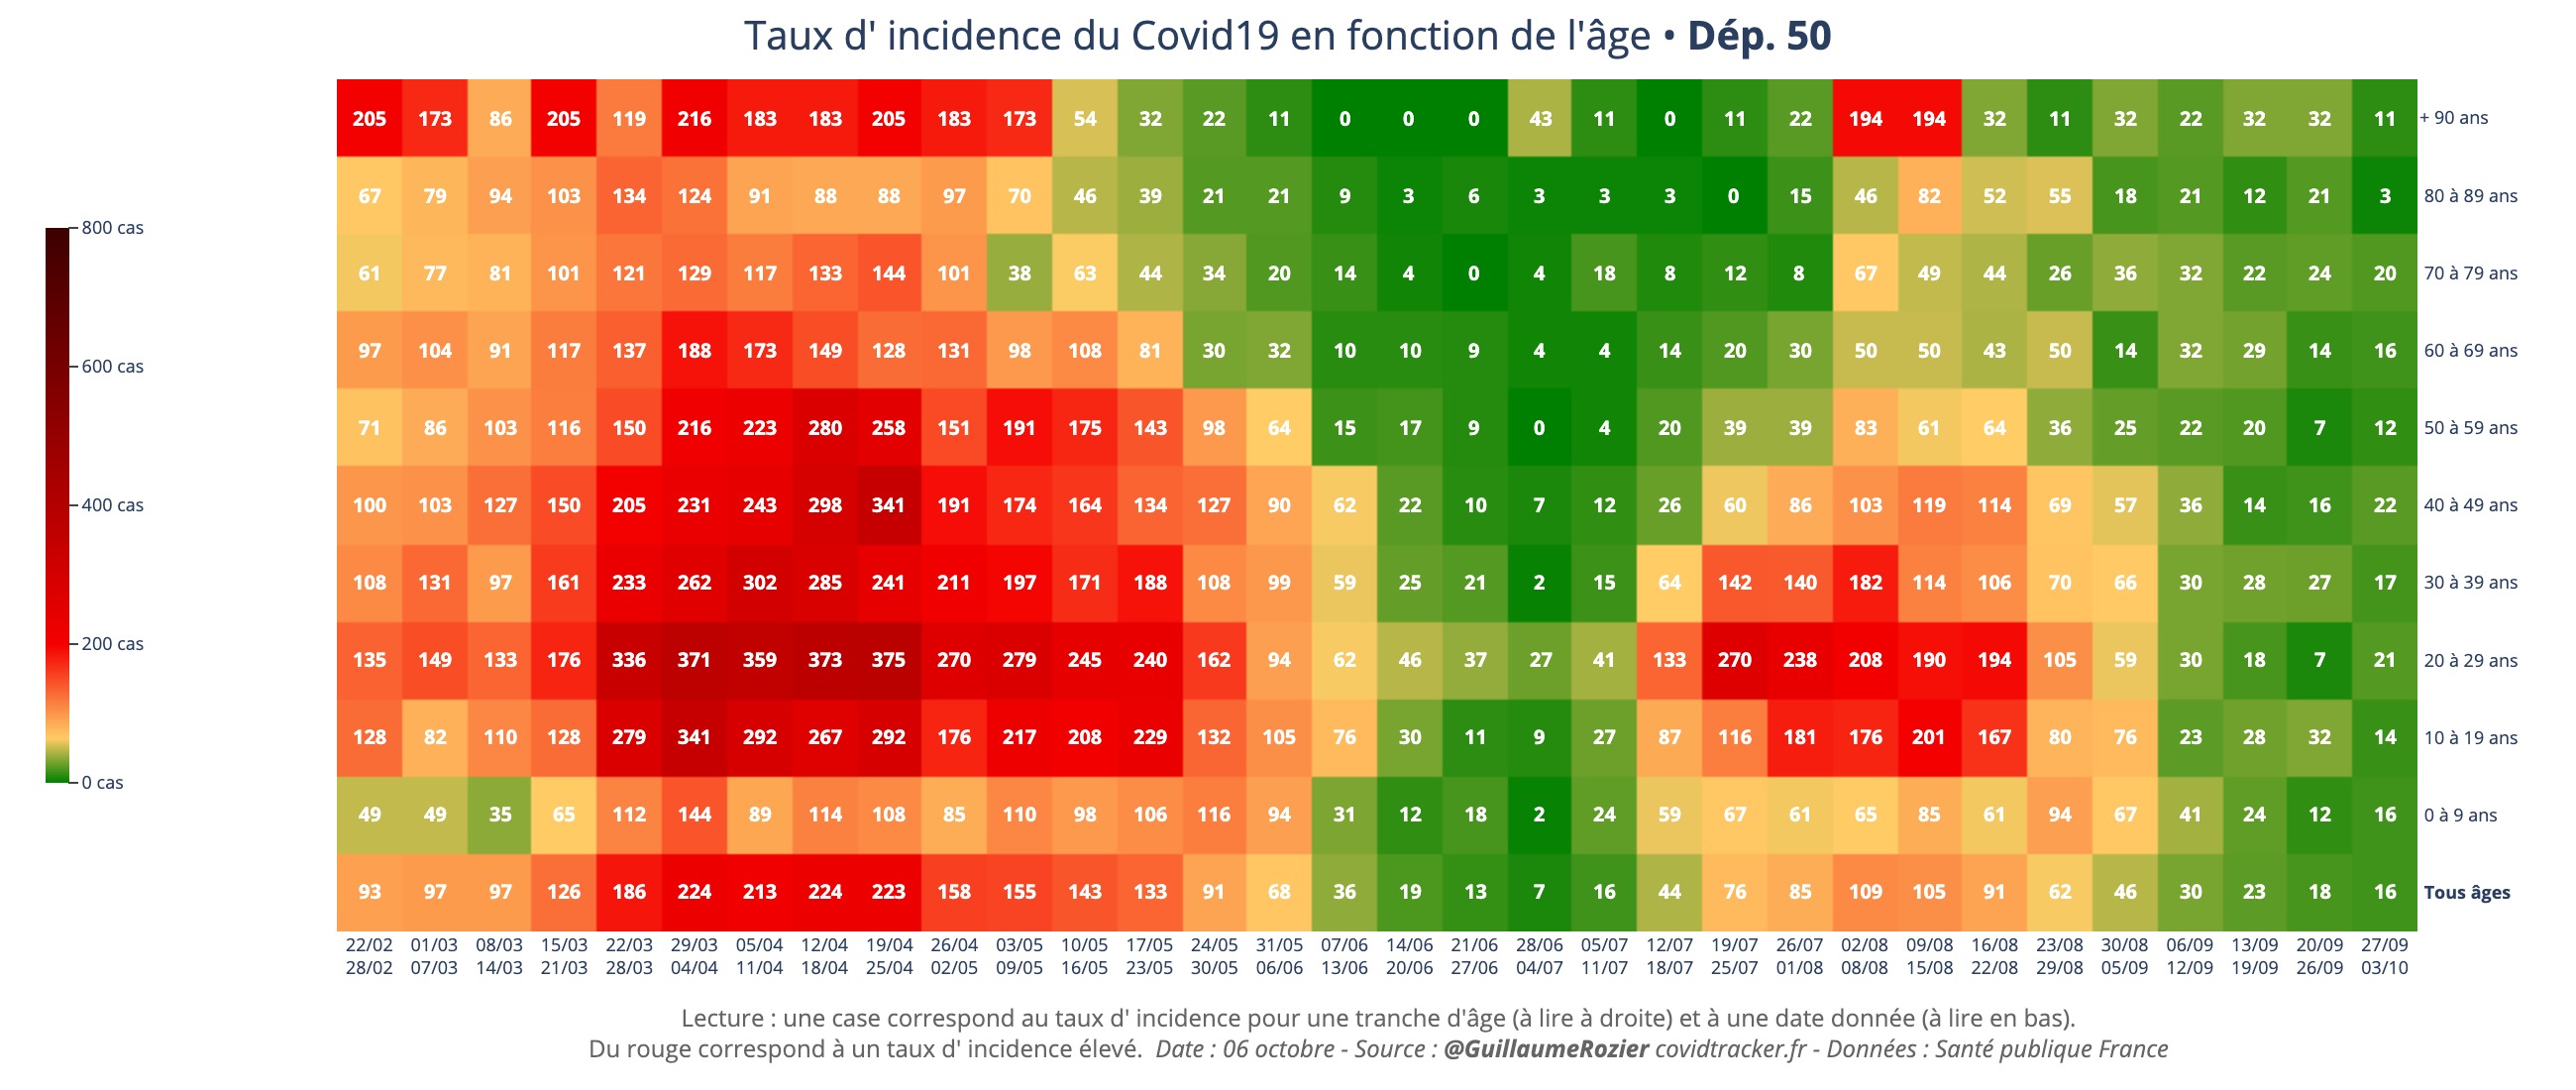 Taux d' incidence du Covid19 en fonction de l'âge • Dép. 50
800 cas
600 cas
400 cas
200 cas
0 cas
205 173 86 205 119 216 183 183 205 183 173 54 32 22 11 0 0 0 43 11 0 11 22 194 194 32 11 32 22 32 32 11 + 90 ans
67 79 94 103 134 124 91 88 88 97 70 46 39 21 21 9 3 6 3 3 3 0 15 46 82 52 55 18 21 12 21 3 80 à 89 ans
61 77 81 101 121 129 117 133 144 101 38 63 44 34 20 14 4 0 4 18 8 12 8 67 49 44 26 36 32 22 24 20 70 à 79 ans
97 104 91 117 137 188 173 149 128 131 98 108 81 30 32 10 10 9 4 4 14 20 30 50 50 43 50 14 32 29 14 16 60 à 69 ans
71 86 103 116 150 216 223 280 258 151 191 175 143 98 64 15 17 9 0 4 20 39 39 83 61 64 36 25 22 20 7 12 50 à 59 ans
100 103 127 150 205 231 243 298 341 191 174 164 134 127 90 62 22 10 7 12 26 60 86 103 119 114 69 57 36 14 16 22 40 à 49 ans
108 131 97 161 233 262 302 285 241 211 197 171 188 108 99 59 25 21 2 15 64 142 140 182 114 106 70 66 30 28 27 17 30 à 39 ans
135 149 133 176 336 371 359 373 375 270 279 245 240 162 94 62 46 37 27 41 133 270 238 208 190 194 105 59 30 18 7 21 20 à 29 ans
128 82 110 128 279 341 292 267 292 176 217 208 229 132 105 76 30 11 9 27 87 116 181 176 201 167 80 76 23 28 32 14 10 à 19 ans
49 49 35 65 112 144 89 114 108 85 110 98 106 116 94 31 12 18 2 24 59 67 61 65 85 61 94 67 41 24 12 16 0 à 9 ans
93 97 97 126 186 224 213 224 223 158 155 143 133 91 68 36 19 13 7 16 44 76 85 109 105 91 62 46 30 23 18 16 Tous âges
22/02 01/03 08/03 15/03 22/03 29/03 05/04 12/04 19/04 26/04 03/05 10/05 17/05 24/05 31/05 07/06 14/06 21/06 28/06 05/07 12/07 19/07 26/07 02/08 09/08 16/08 23/08 30/08 06/09 13/09 20/09 27/09
28/02 07/03 14/03 21/03 28/03 04/04 11/04 18/04 25/04 02/05 09/05 16/05 23/05 30/05 06/06 13/06 20/06 27/06 04/07 11/07 18/07 25/07 01/08 08/08 15/08 22/08 29/08 05/09 12/09 19/09 26/09 03/10
Lecture : une case correspond au taux d' incidence pour une tranche d'âge (à lire à droite) et à une date donnée (à lire en bas).
Du rouge correspond à un taux d' incidence élevé. Date : 06 octobre - Source : @GuillaumeRozier covidtracker.fr - Données : Santé publique France